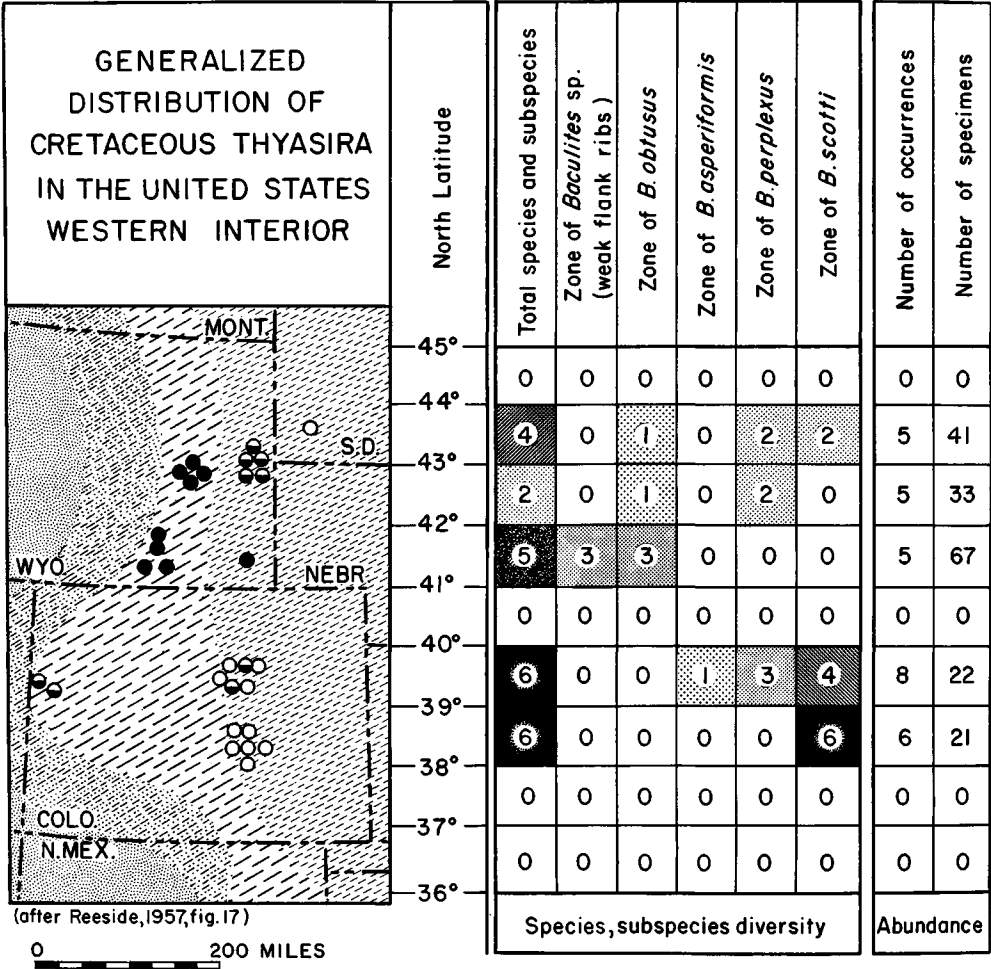 GENERALIZED
DISTRIBUTION OF
CRETACEOUS THYASIRA
IN THE UNITED STATES
WESTERN INTERIOR
North Latitude
Total species and subspecies
Zone of Baculites sp.
(weak flank ribs)
Zone of B. obtusus
Zone of B. asperiformis
Zone of B. perplexus
Zone of B. scotti
Number of occurrences
Number of specimens
MONT.
S.D.
WYO.
NEBR.
COLO.
N.MEX.
45°
0 0 0 0 0 0 0 0
44°
4 0 1 0 2 2 5 41
43°
2 0 1 0 2 0 5 33
42°
5 3 3 0 0 0 5 67
41°
0 0 0 0 0 0 0 0
40°
6 0 0 1 3 4 8 22
39°
6 0 0 0 0 6 6 21
38°
0 0 0 0 0 0 0 0
37°
0 0 0 0 0 0 0 0
36°
Species, subspecies diversity
Abundance
(after Reeside, 1957, fig. 17)
0 200 MILES